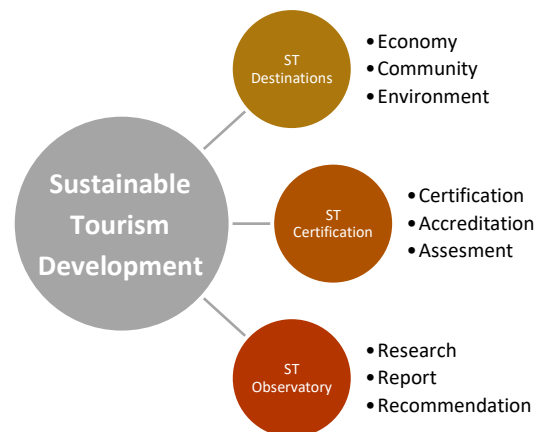 Sustainable
Tourism
Development
ST
Destinations
• Economy
• Community
• Environment
ST
Certification
• Certification
• Accreditation
• Assesment
ST
Observatory
• Research
• Report
• Recommendation